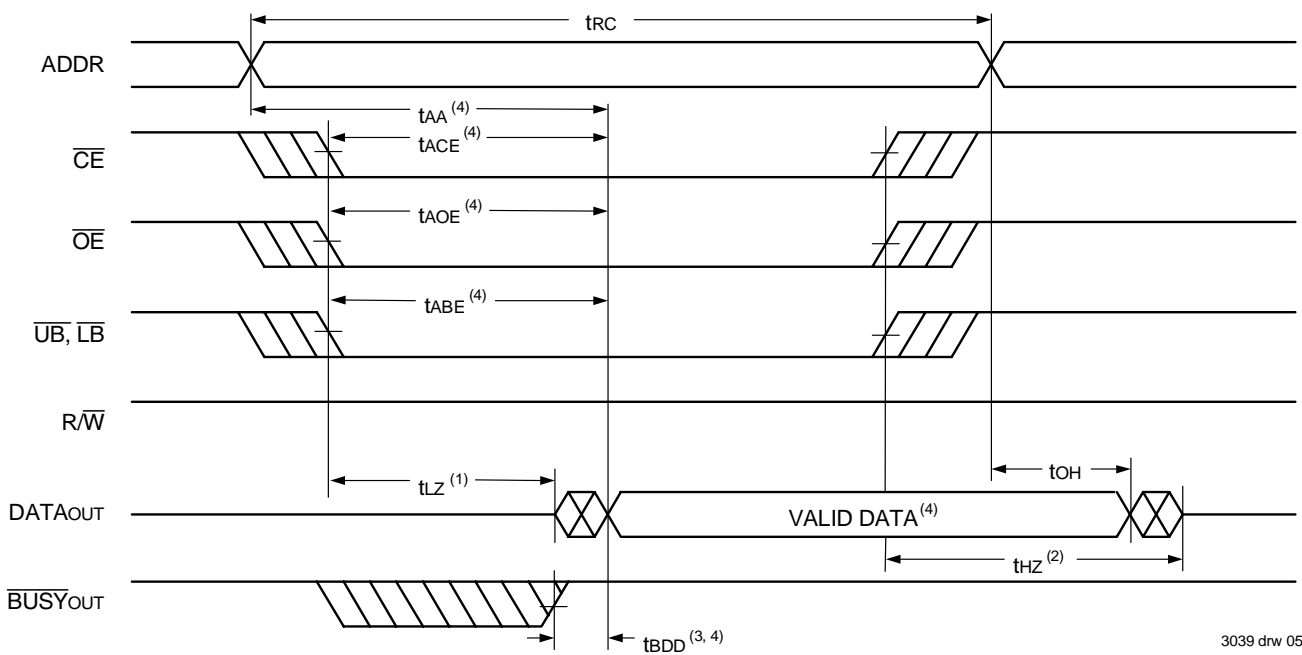 tRC
ADDR
tAA (4)
tACE (4)
CE
tAOE (4)
OE
tABE (4)
UB, LB
R/W
tLZ (1)
tOH
DATAOUT
VALID DATA(4)
tHZ (2)
BUSYOUT
tBDD (3, 4)
3039 drw 05